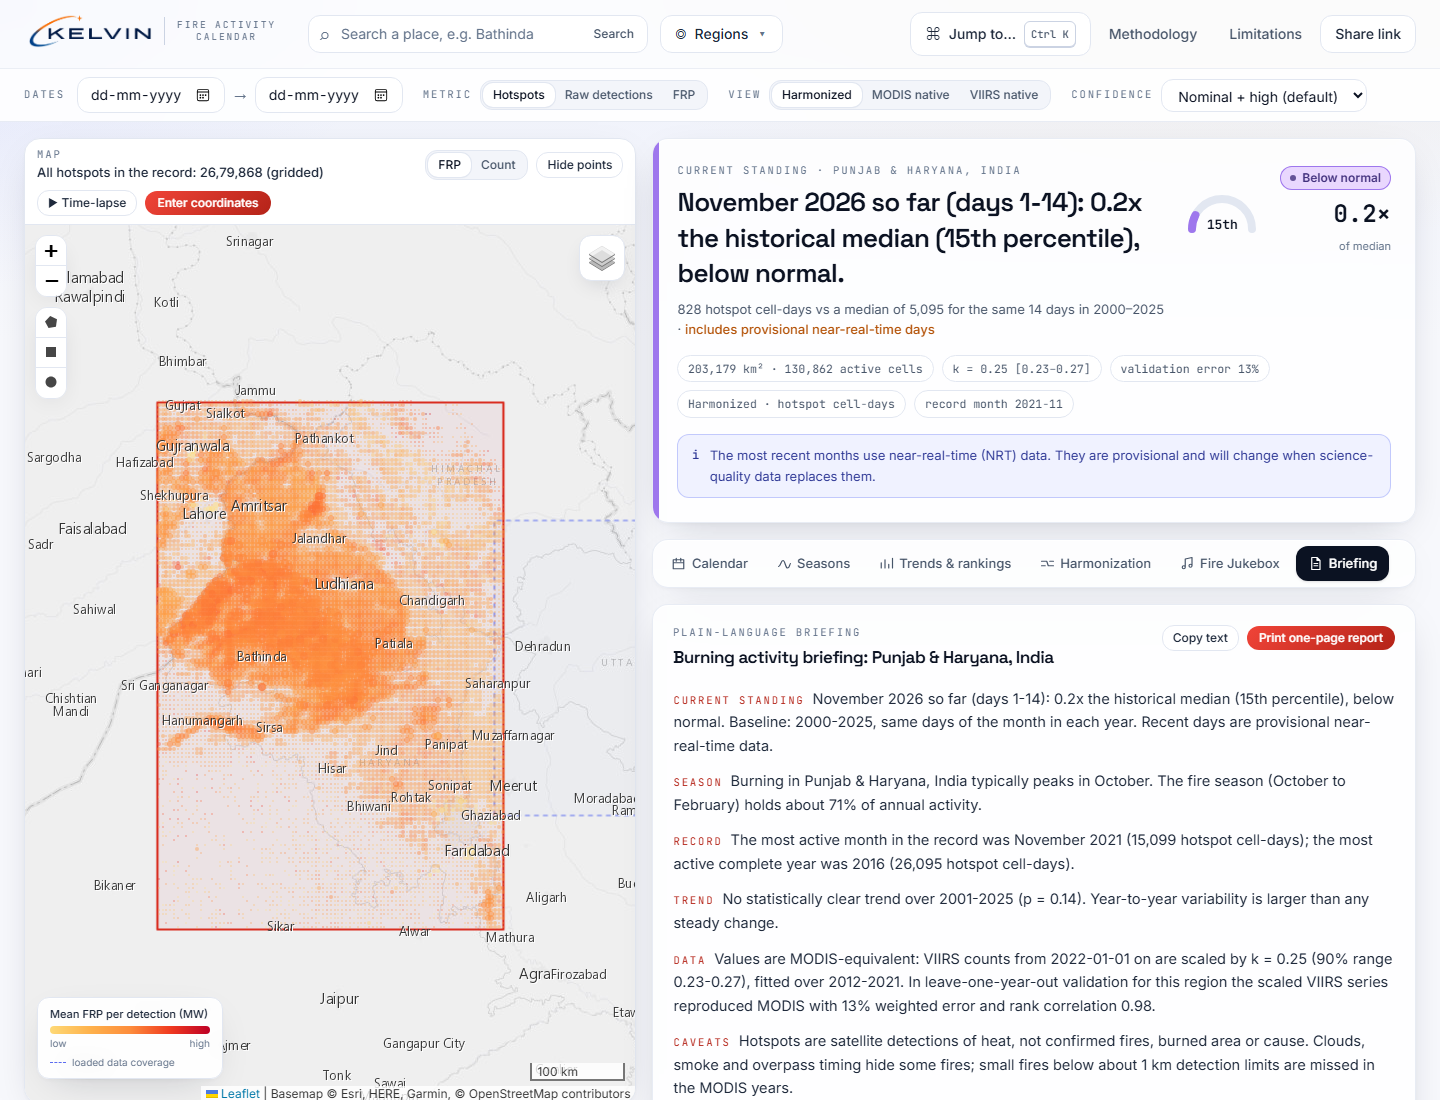 KELVIN
FIRE ACTIVITY
CALENDAR
Search a place, e.g. Bathinda
Search
Regions
Jump to...
Ctrl K
Methodology
Limitations
Share link
DATES
dd-mm-yyyy
→
dd-mm-yyyy
METRIC
Hotspots
Raw detections
FRP
VIEW
Harmonized
MODIS native
VIIRS native
CONFIDENCE
Nominal + high (default)
MAP
All hotspots in the record: 26,79,868 (gridded)
FRP
Count
Hide points
Time-lapse
Enter coordinates
+
−
Srinagar
lamabad
Rawalpindi
Kotli
Bhimbar
Jammu
Gujrat
Sialkot
Pathankot
Gujranwala
Sargodha
Hafizabad
HIMACHAL
PRADESH
Shekhupura
Amritsar
Lahore
Faisalabad
Jalandhar
Sadr
Ludhiana
Chandigarh
Sahiwal
Patiala
Dehradun
Bathinda
UTTA
ari
Sri Ganganagar
Saharanpur
Chishtian
Mandi
Hanumangarh
Sirsa
Muzaffarnagar
Panipat
Jind
HARYANA
Hisar
Sonipat
Meerut
Rohtak
Bhiwani
Moradabad
Ram
Ghaziabad
Faridabad
Bikaner
Bu
Aligarh
Sikar
Alwar
Mathura
Agra
Firozabad
Jaipur
Etaw
Gangapur City
jmer
Tonk
Sawai
Mean FRP per detection (MW)
low
high
loaded data coverage
100 km
Leaflet | Basemap © Esri, HERE, Garmin, © OpenStreetMap contributors
CURRENT STANDING · PUNJAB & HARYANA, INDIA
November 2026 so far (days 1-14): 0.2x
the historical median (15th percentile),
below normal.
15th
Below normal
0.2×
of median
828 hotspot cell-days vs a median of 5,095 for the same 14 days in 2000–2025
· includes provisional near-real-time days
203,179 km² · 130,862 active cells
k = 0.25 [0.23–0.27]
validation error 13%
Harmonized · hotspot cell-days
record month 2021-11
i
The most recent months use near-real-time (NRT) data. They are provisional and will change when science-
quality data replaces them.
Calendar
Seasons
Trends & rankings
Harmonization
Fire Jukebox
Briefing
PLAIN-LANGUAGE BRIEFING
Burning activity briefing: Punjab & Haryana, India
Copy text
Print one-page report
CURRENT STANDING November 2026 so far (days 1-14): 0.2x the historical median (15th percentile), below
normal. Baseline: 2000-2025, same days of the month in each year. Recent days are provisional near-
real-time data.
SEASON Burning in Punjab & Haryana, India typically peaks in October. The fire season (October to
February) holds about 71% of annual activity.
RECORD The most active month in the record was November 2021 (15,099 hotspot cell-days); the most
active complete year was 2016 (26,095 hotspot cell-days).
TREND No statistically clear trend over 2001-2025 (p = 0.14). Year-to-year variability is larger than any
steady change.
DATA Values are MODIS-equivalent: VIIRS counts from 2022-01-01 on are scaled by k = 0.25 (90% range
0.23-0.27), fitted over 2012-2021. In leave-one-year-out validation for this region the scaled VIIRS series
reproduced MODIS with 13% weighted error and rank correlation 0.98.
CAVEATS Hotspots are satellite detections of heat, not confirmed fires, burned area or cause. Clouds,
smoke and overpass timing hide some fires; small fires below about 1 km detection limits are missed in
the MODIS years.